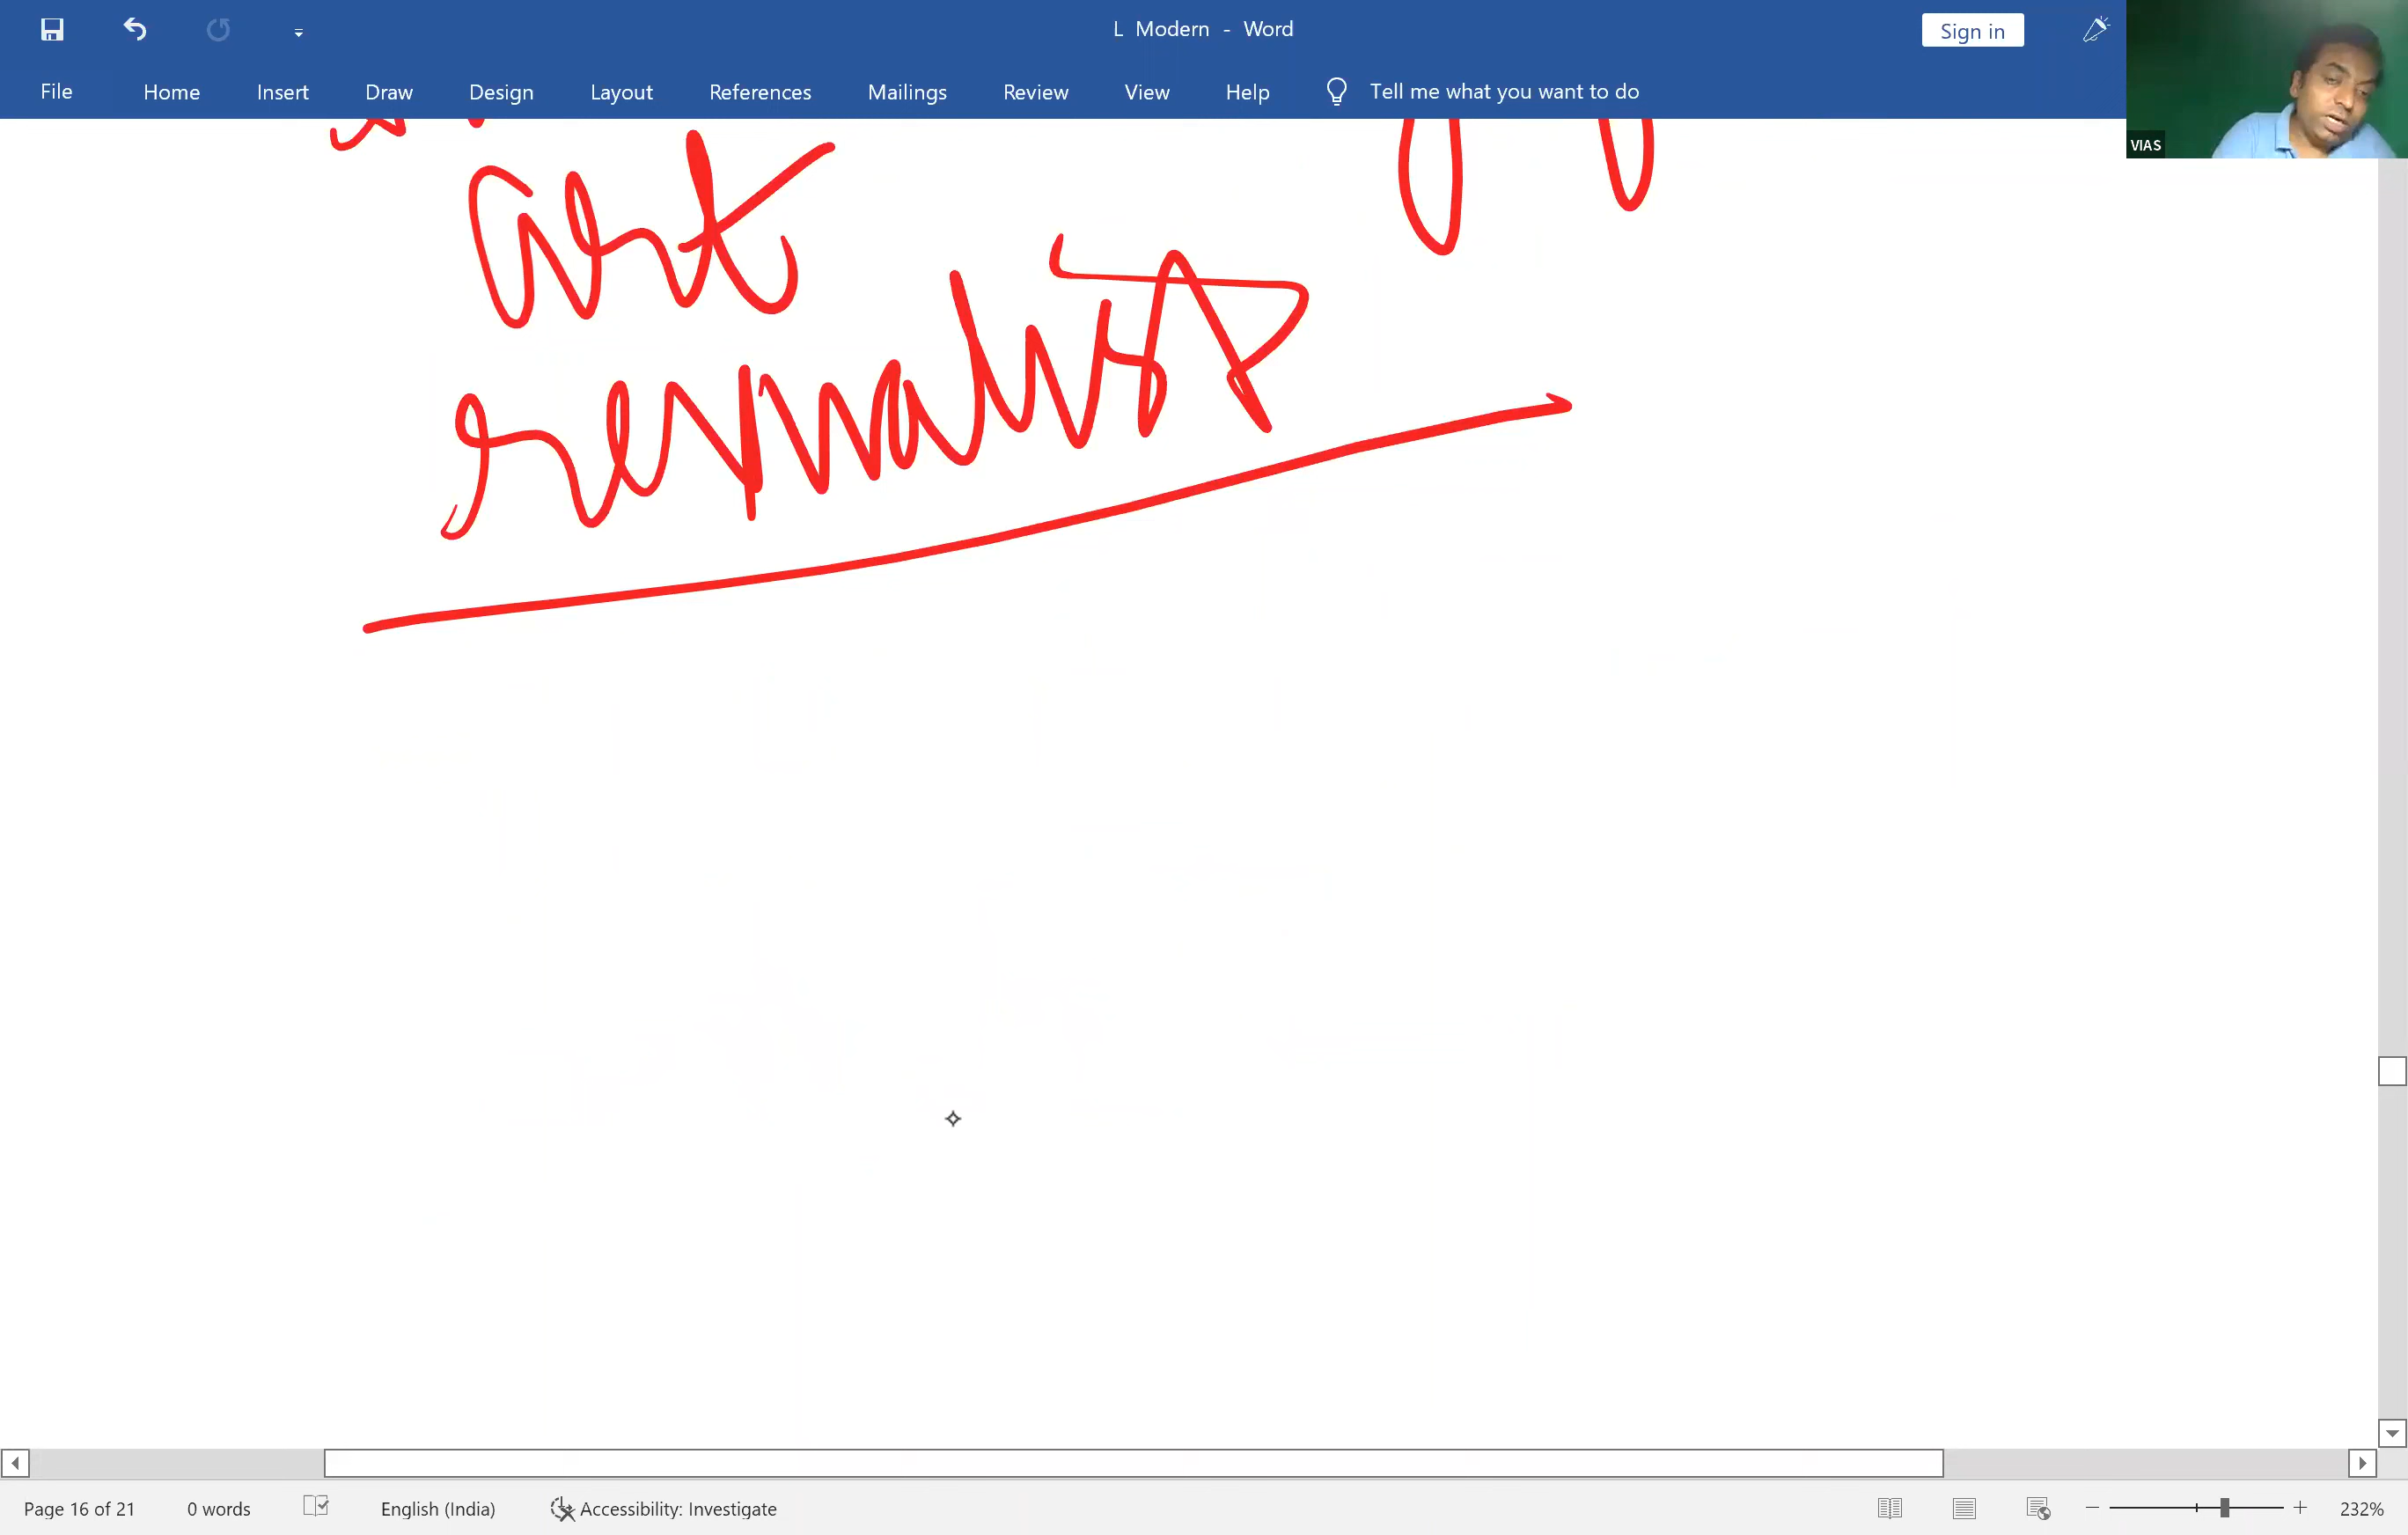 L Modern - Word
Sign in
File Home Insert Draw Design Layout References Mailings Review View Help Tell me what you want to do
VIAS
art
Page 16 of 21 0 words English (India) Accessibility: Investigate 232%